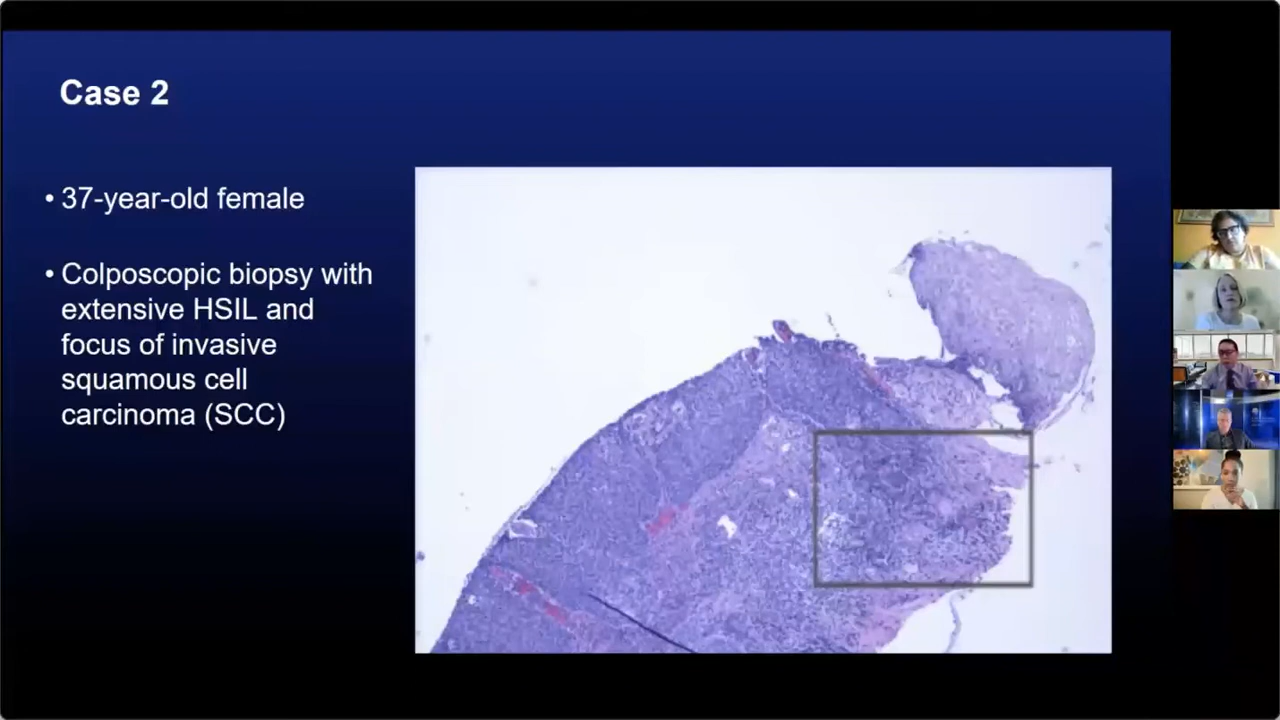 Case 2
• 37-year-old female
• Colposcopic biopsy with
extensive HSIL and
focus of invasive
squamous cell
carcinoma (SCC)